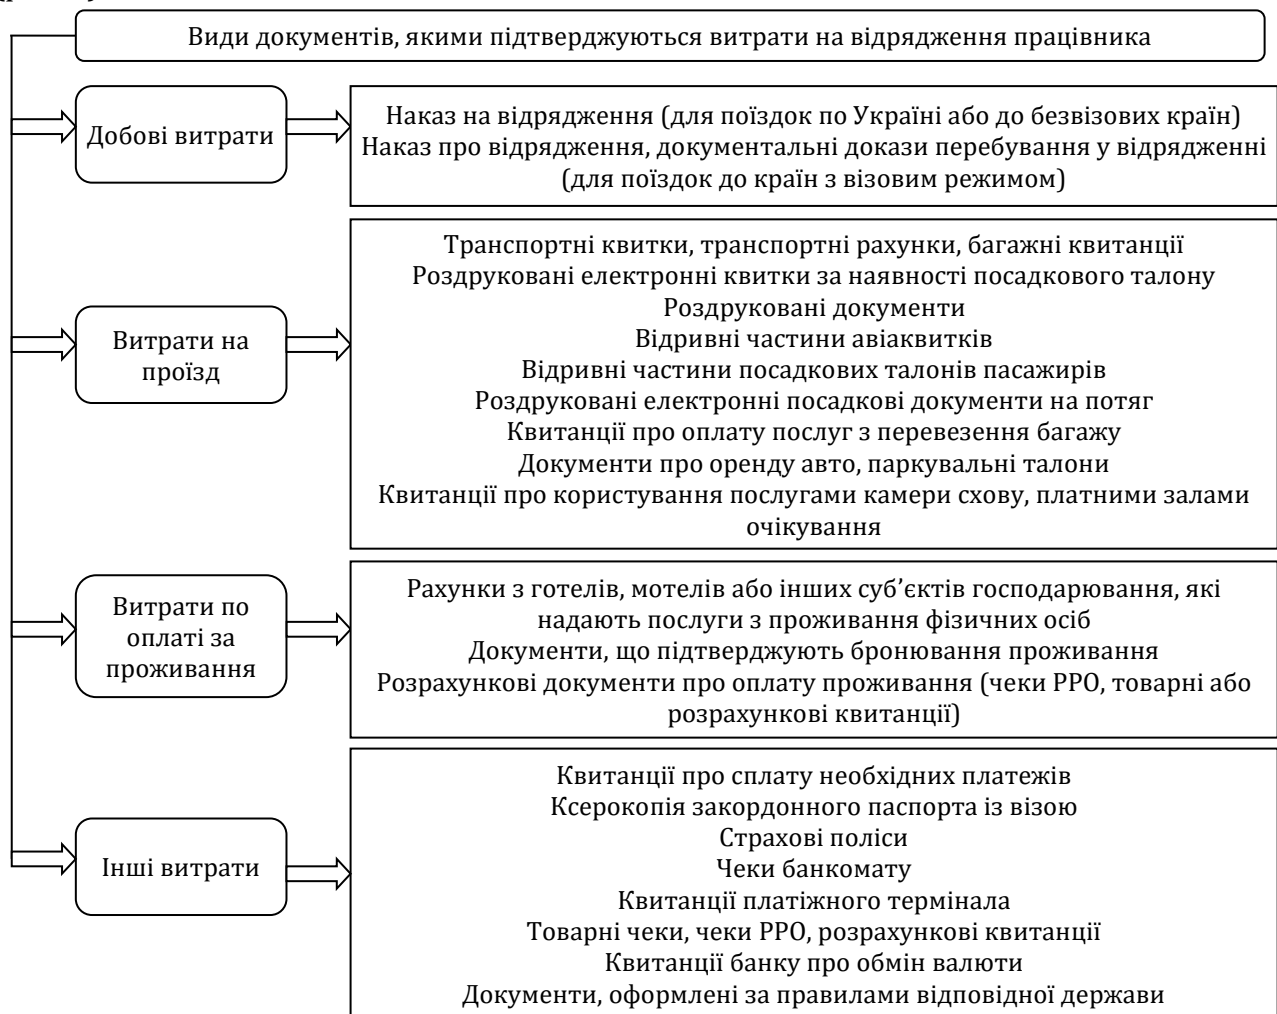 Види документів, якими підтверджуються витрати на відрядження працівника
Добові витрати
Наказ на відрядження (для поїздок по Україні або до безвізових країн)
Наказ про відрядження, документальні докази перебування у відрядженні
(для поїздок до країн з візовим режимом)
Витрати на
проїзд
Транспортні квитки, транспортні рахунки, багажні квитанції
Роздруковані електронні квитки за наявності посадкового талону
Роздруковані документи
Відривні частини авіаквитків
Відривні частини посадкових талонів пасажирів
Роздруковані електронні посадкові документи на потяг
Квитанції про оплату послуг з перевезення багажу
Документи про оренду авто, паркувальні талони
Квитанції про користування послугами камери схову, платними залами
очікування
Витрати по
оплаті за
проживання
Рахунки з готелів, мотелів або інших суб’єктів господарювання, які
надають послуги з проживання фізичних осіб
Документи, що підтверджують бронювання проживання
Розрахункові документи про оплату проживання (чеки РРО, товарні або
розрахункові квитанції)
Інші витрати
Квитанції про сплату необхідних платежів
Ксерокопія закордонного паспорта із візою
Страхові поліси
Чеки банкомату
Квитанції платіжного термінала
Товарні чеки, чеки РРО, розрахункові квитанції
Квитанції банку про обмін валюти
Документи, оформлені за правилами відповідної держави